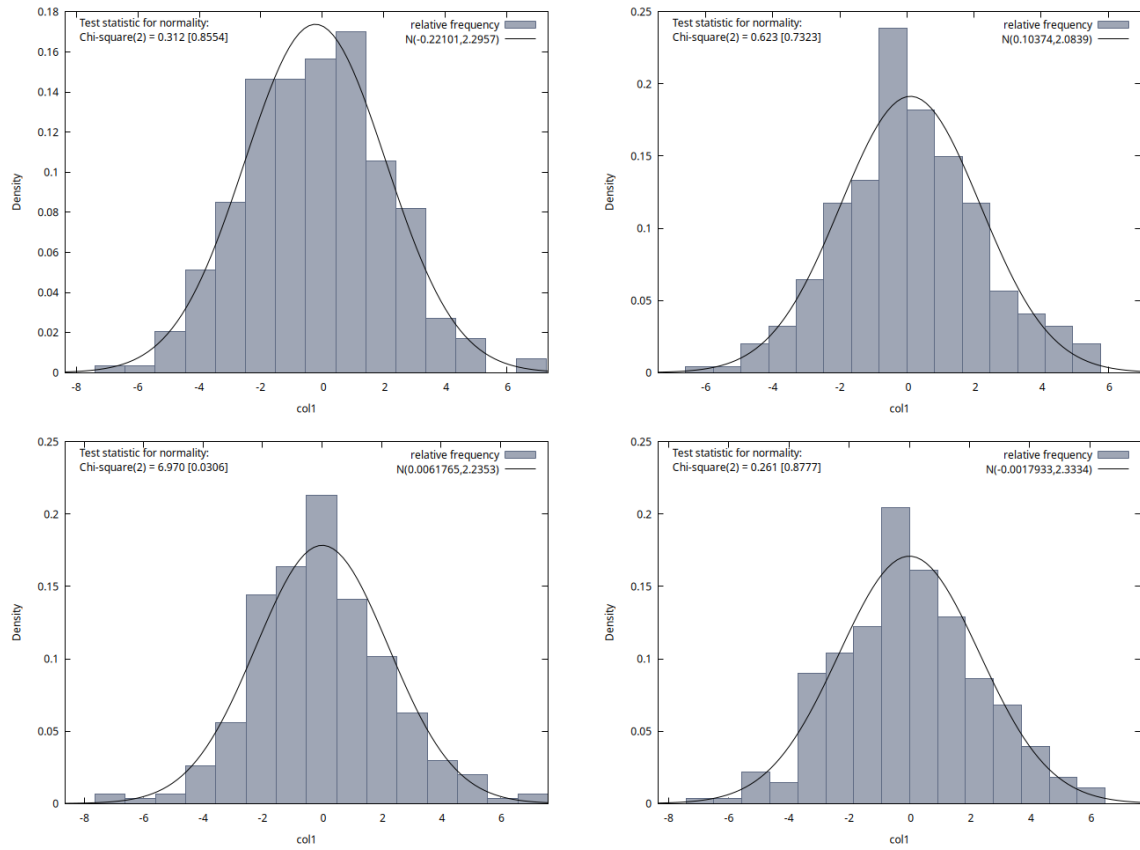 Test statistic for normality:
Chi-square(2) = 0.312 [0.8554]
relative frequency
N(-0.22101,2.2957)
0.18
0.16
0.14
0.12
0.1
0.08
0.06
0.04
0.02
0
Density
-8 -6 -4 -2 0 2 4 6
col1
Test statistic for normality:
Chi-square(2) = 0.623 [0.7323]
relative frequency
N(0.10374,2.0839)
0.25
0.2
0.15
0.1
0.05
0
Density
-6 -4 -2 0 2 4 6
col1
Test statistic for normality:
Chi-square(2) = 6.970 [0.0306]
relative frequency
N(0.0061765,2.2353)
0.25
0.2
0.15
0.1
0.05
0
Density
-8 -6 -4 -2 0 2 4 6
col1
Test statistic for normality:
Chi-square(2) = 0.261 [0.8777]
relative frequency
N(-0.0017933,2.3334)
0.25
0.2
0.15
0.1
0.05
0
Density
-8 -6 -4 -2 0 2 4 6
col1